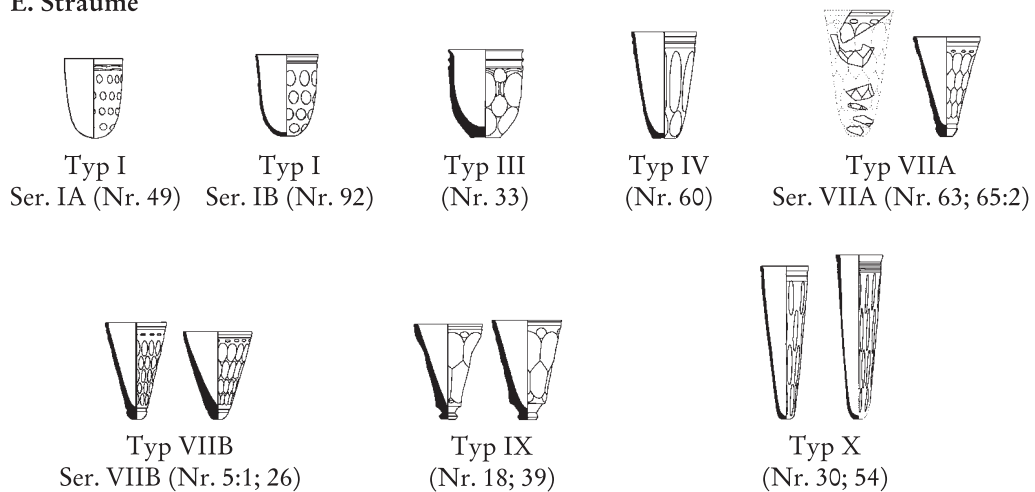 E. Straume
Typ I
Ser. IA (Nr. 49)
Typ I
Ser. IB (Nr. 92)
Typ III
(Nr. 33)
Typ IV
(Nr. 60)
Typ VIIA
Ser. VIIA (Nr. 63; 65:2)
Typ VIIB
Ser. VIIB (Nr. 5:1; 26)
Typ IX
(Nr. 18; 39)
Typ X
(Nr. 30; 54)